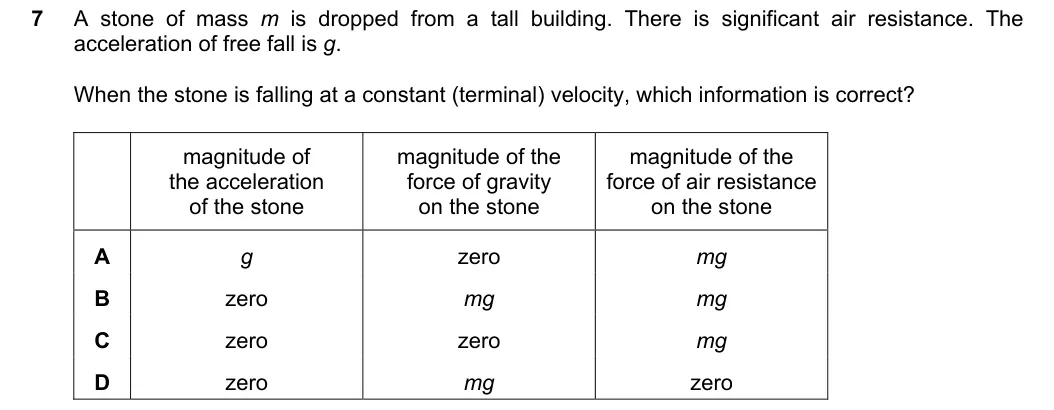 7 A stone of mass m is dropped from a tall building. There is significant air resistance. The
acceleration of free fall is g.
When the stone is falling at a constant (terminal) velocity, which information is correct?
magnitude of the acceleration of the stone
magnitude of the force of gravity on the stone
magnitude of the force of air resistance on the stone
A g zero mg
B zero mg mg
C zero zero mg
D zero mg zero